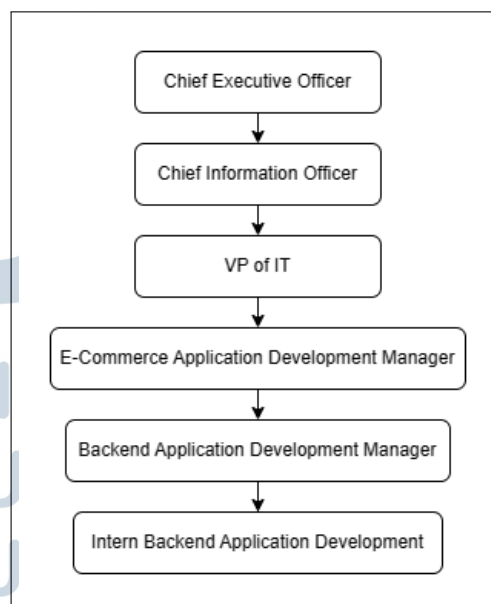 Chief Executive Officer
Chief Information Officer
VP of IT
E-Commerce Application Development Manager
Backend Application Development Manager
Intern Backend Application Development